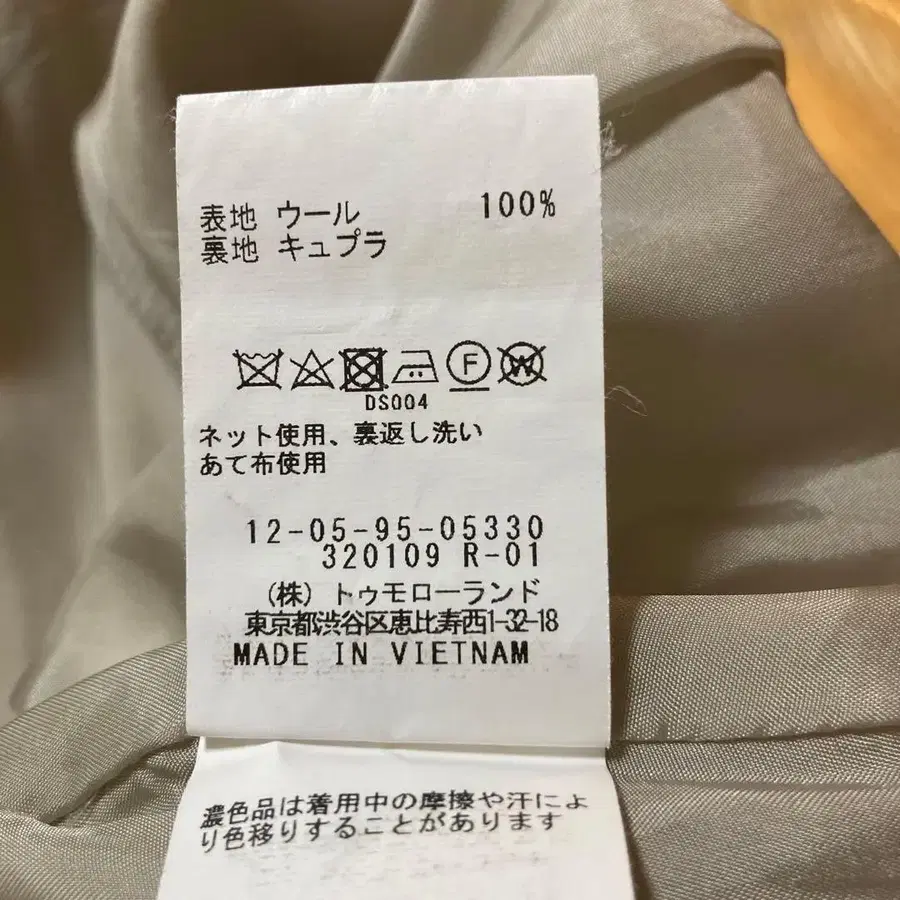 表地 ウール 100%
裏地 キュプラ
F W
DS004
ネット使用、裏返し洗い
あて布使用
12-05-95-05330
320109 R-01
(株) トゥモローランド
東京都渋谷区恵比寿西1-32-18
MADE IN VIETNAM
濃色品は着用中の摩擦や汗によ
り色移りすることがあります